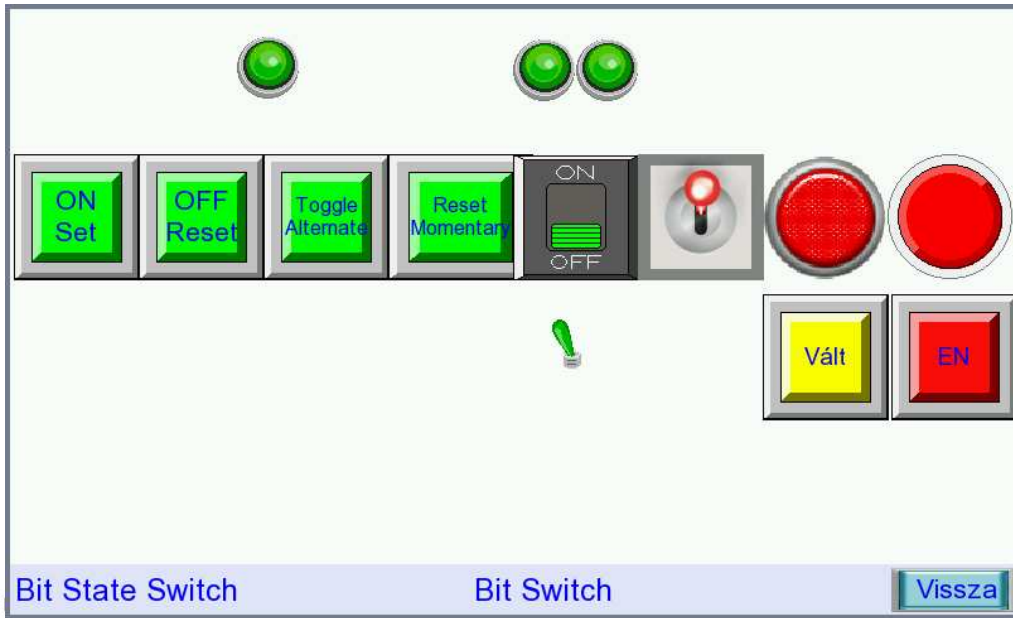 ON
Set
OFF
Reset
Toggle
Alternate
Reset
Momentary
ON
OFF
Vált
EN
Bit State Switch
Bit Switch
Vissza